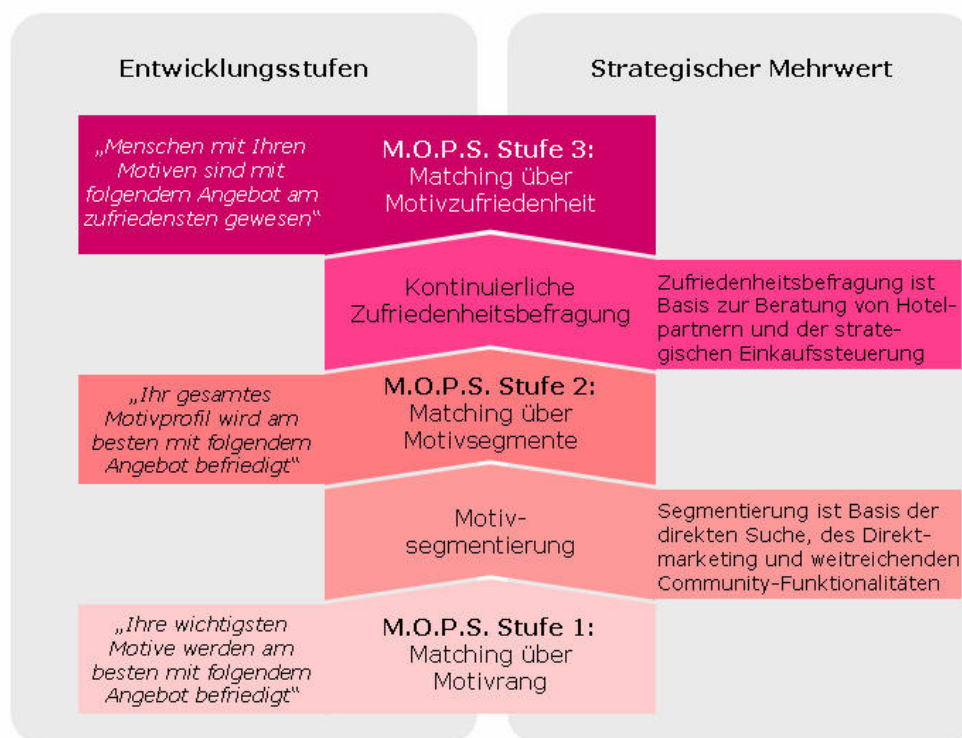 Entwicklungsstufen
Strategischer Mehrwert
„Menschen mit Ihren
Motiven sind mit
folgendem Angebot am
zufriedensten gewesen“
M.O.P.S. Stufe 3:
Matching über
Motivzufriedenheit
Kontinuierliche
Zufriedenheitsbefragung
Zufriedenheitsbefragung ist
Basis zur Beratung von Hotel-
partnern und der strate-
gischen Einkaufssteuerung
„Ihr gesamtes
Motivprofil wird am
besten mit folgendem
Angebot befriedigt“
M.O.P.S. Stufe 2:
Matching über
Motivsegmente
Motiv-
segmentierung
Segmentierung ist Basis der
direkten Suche, des Direkt-
marketing und weitreichenden
Community-Funktionalitäten
„Ihre wichtigsten
Motive werden am
besten mit folgendem
Angebot befriedigt“
M.O.P.S. Stufe 1:
Matching über
Motivrang